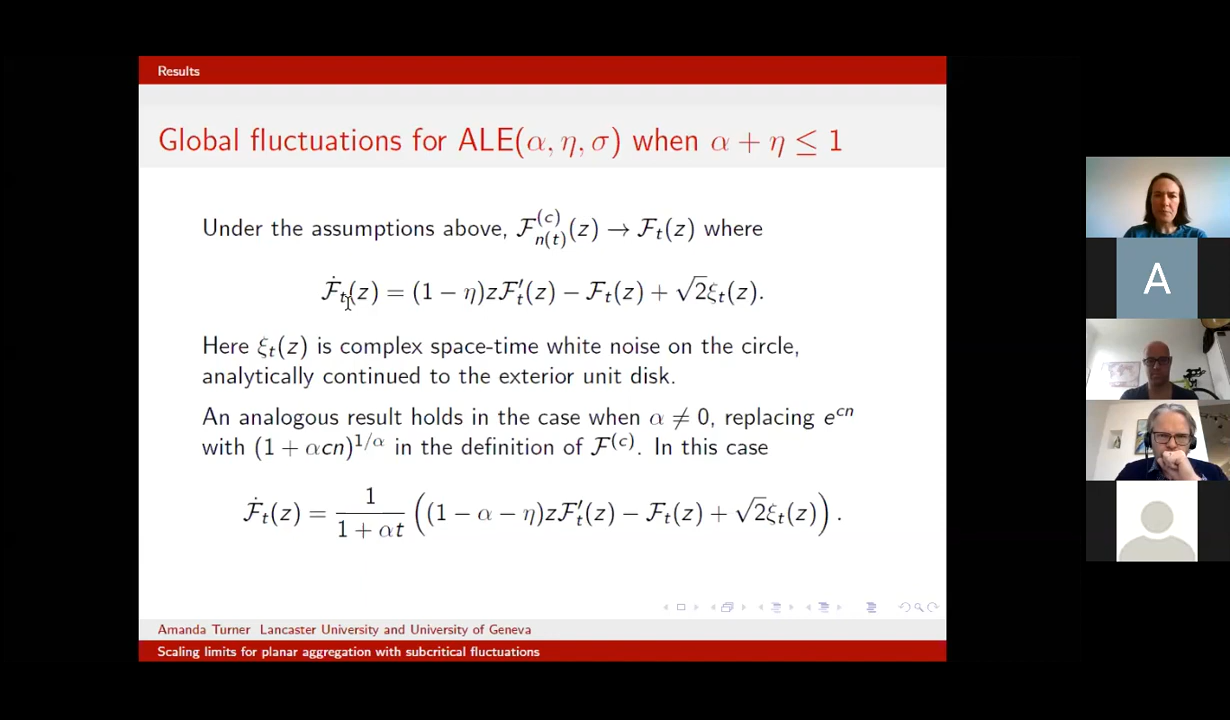 Results
Global fluctuations for ALE(α, η, σ) when α + η ≤ 1
Under the assumptions above, ℱ^{(c)}_{n(t)}(z) → ℱ_t(z) where
ℱ̇_t(z) = (1 − η)zℱ′_t(z) − ℱ_t(z) + √2ξ_t(z).
Here ξ_t(z) is complex space-time white noise on the circle,
analytically continued to the exterior unit disk.
An analogous result holds in the case when α ≠ 0, replacing e^{cn}
with (1 + αcn)^{1/α} in the definition of ℱ^{(c)}. In this case
ℱ̇_t(z) = \frac{1}{1 + αt} ((1 − α − η)zℱ′_t(z) − ℱ_t(z) + √2ξ_t(z)).
Amanda Turner Lancaster University and University of Geneva
Scaling limits for planar aggregation with subcritical fluctuations
A